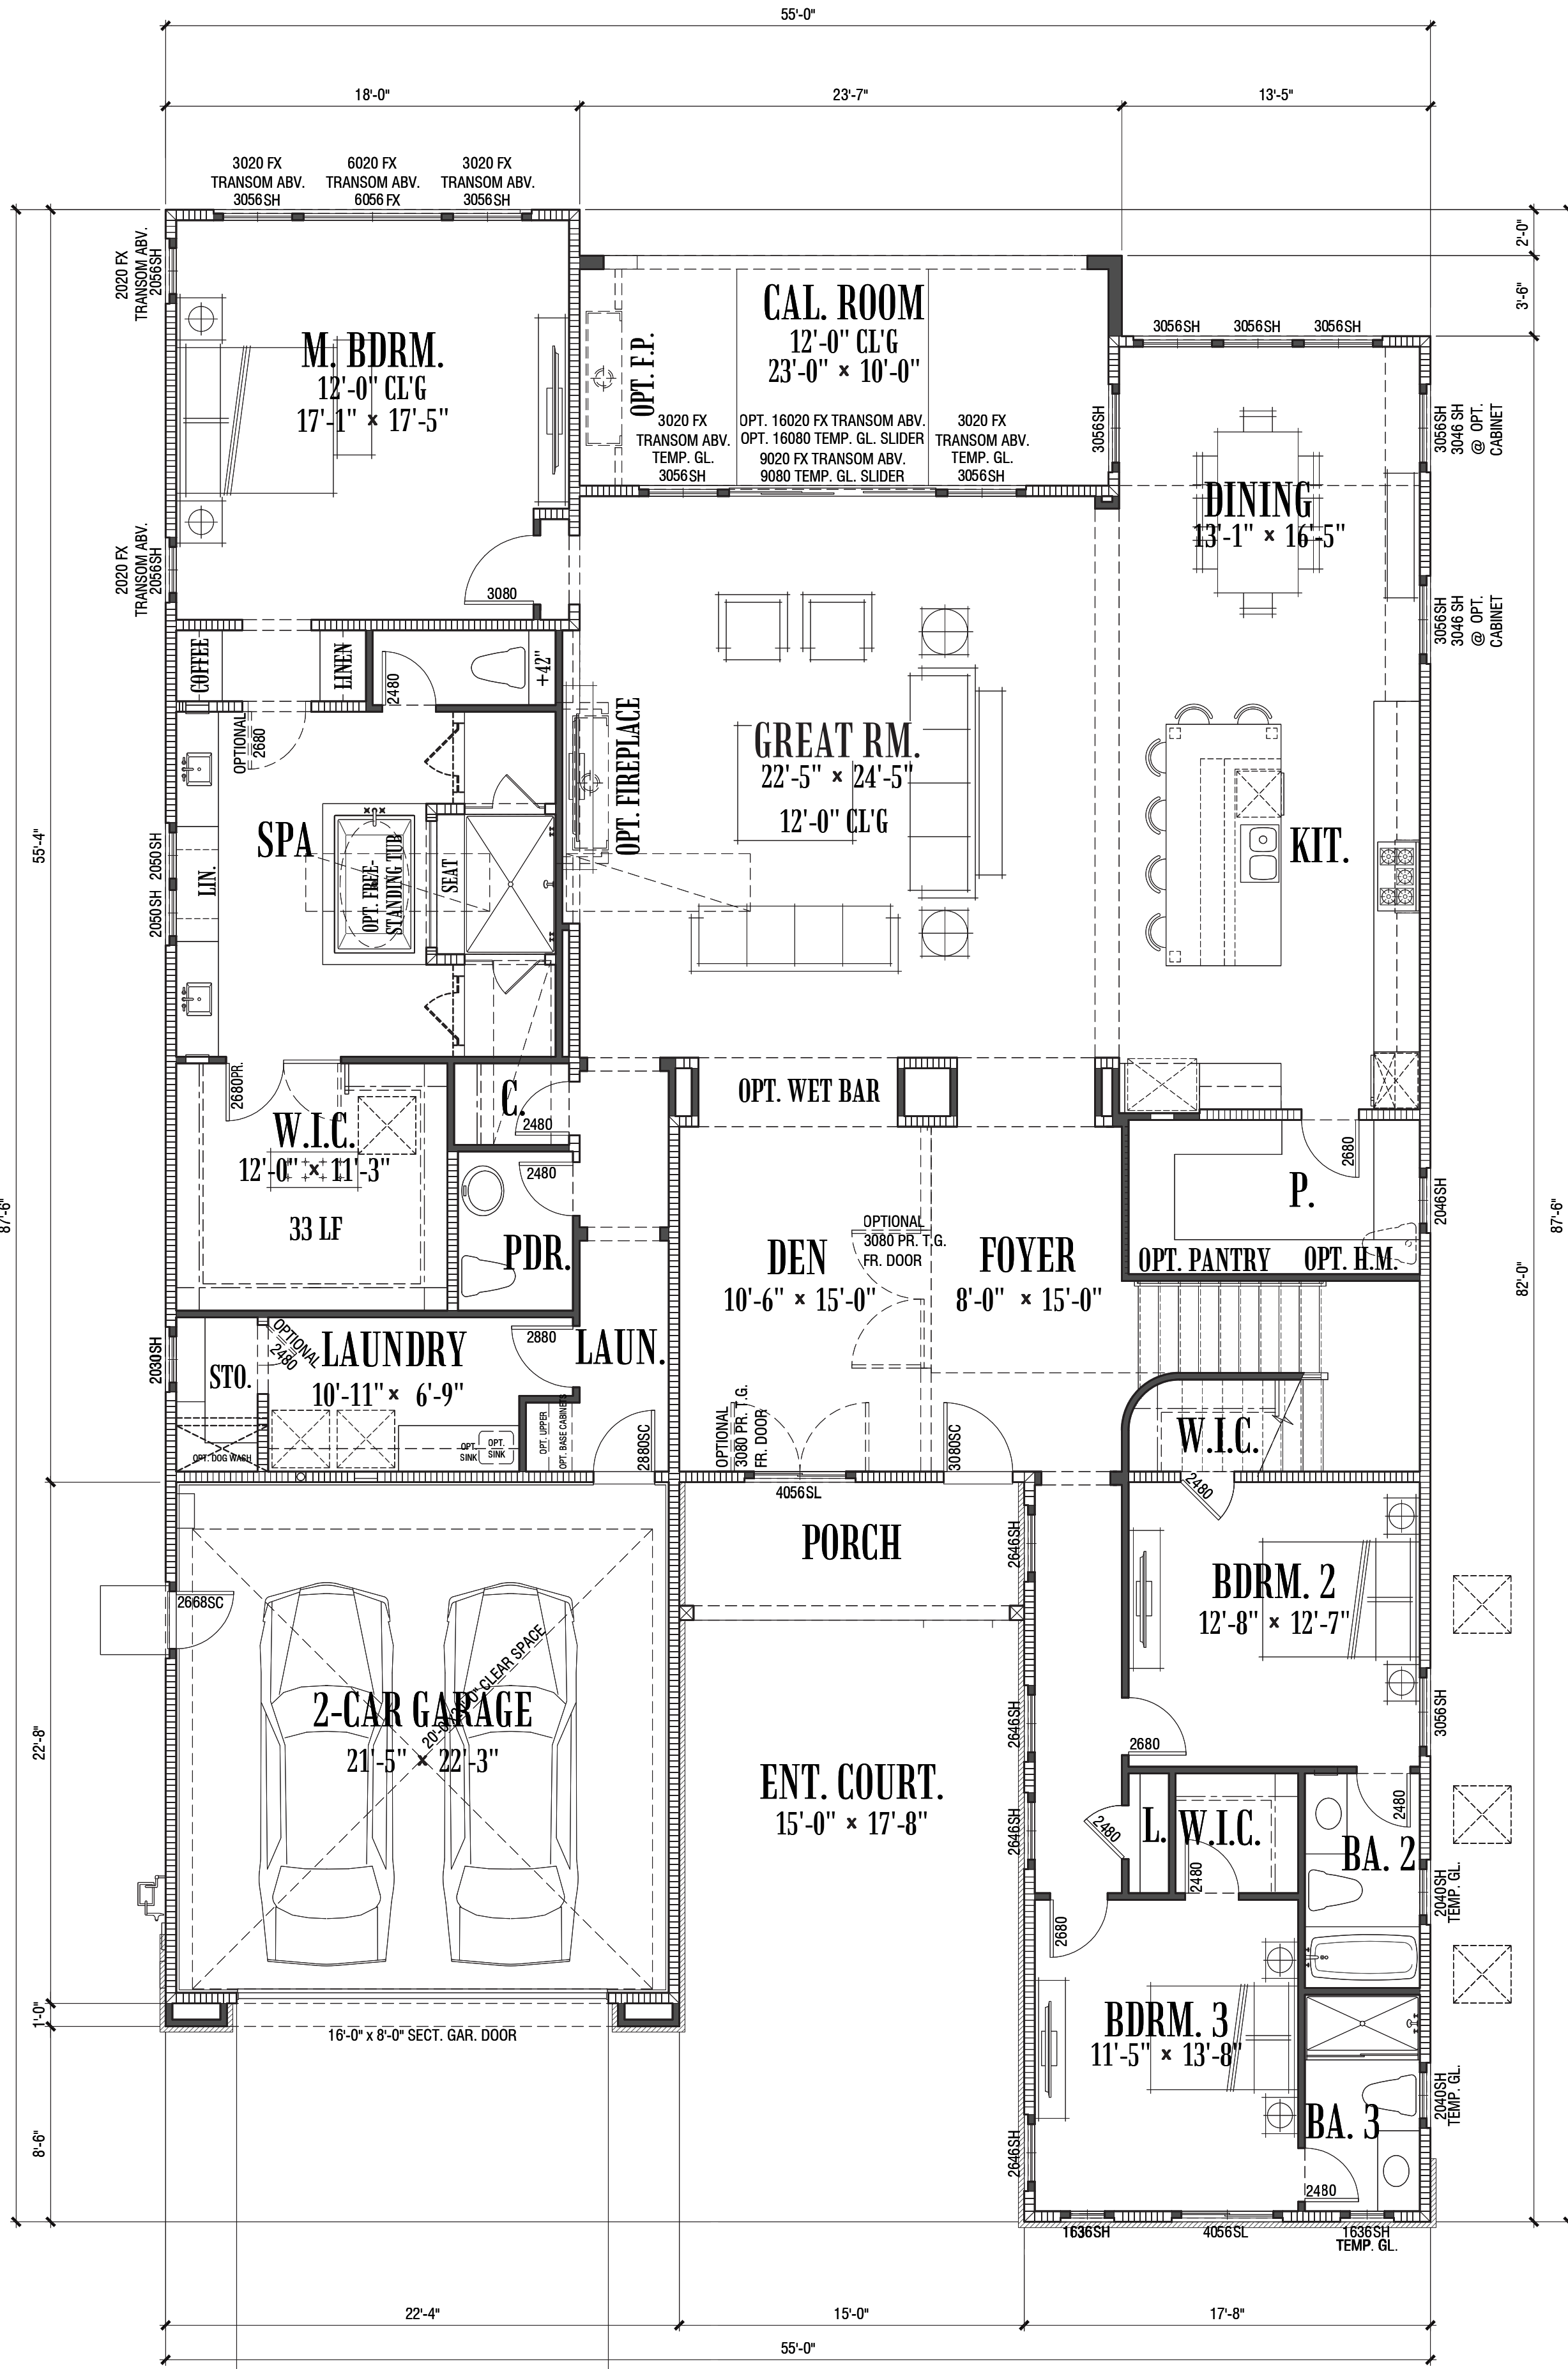 55'-0"
18'-0"
23'-7"
13'-5"
3020 FX
TRANSOM ABV.
3056SH
6020 FX
TRANSOM ABV.
6056 FX
3020 FX
TRANSOM ABV.
3056SH
2'-0"
3'-6"
2020 FX
TRANSOM ABV.
2056SH
M. BDRM.
12'-0" CL'G
17'-1" x 17'-5"
CAL. ROOM
12'-0" CL'G
23'-0" x 10'-0"
OPT. F.P.
3020 FX
TRANSOM ABV.
TEMP. GL.
3056SH
OPT. 16020 FX TRANSOM ABV.
OPT. 16080 TEMP. GL. SLIDER
9020 FX TRANSOM ABV.
9080 TEMP. GL. SLIDER
3020 FX
TRANSOM ABV.
TEMP. GL.
3056SH
3056SH
3056SH
3056SH
3056SH
3056SH
3046 SH
@ OPT.
CABINET
DINING
13'-1" x 16'-5"
2020 FX
TRANSOM ABV.
2056SH
3080
3056SH
3046 SH
@ OPT.
CABINET
COFFEE
LINEN
2480
+42"
OPTIONAL
2680
OPT. FIREPLACE
GREAT RM.
22'-5" x 24'-5"
12'-0" CL'G
KIT.
55'-4"
2050SH
2050SH
LIN.
SPA
OPT. FREE-
STANDING TUB
SEAT
2680PR.
W.I.C.
12'-0" x 11'-3"
33 LF
C.
2480
2480
PDR.
OPT. WET BAR
2680
P.
2046SH
OPT. PANTRY
OPT. H.M.
87'-6"
87'-6"
82'-0"
DEN
10'-6" x 15'-0"
OPTIONAL
3080 PR. T.G.
FR. DOOR
FOYER
8'-0" x 15'-0"
2030SH
STO.
OPTIONAL
2480
LAUNDRY
10'-11" x 6'-9"
2880
LAUN.
OPT. DOG WASH
OPT.
SINK
OPT.
SINK
OPT. UPPER
OPT. BASE CABINETS
2880SC
OPTIONAL
3080 PR. T.G.
FR. DOOR
3080SC
4056SL
W.I.C.
2480
PORCH
2646SH
BDRM. 2
12'-8" x 12'-7"
2668SC
2-CAR GARAGE
21'-5" x 22'-3"
22'-8"
2646SH
3056SH
2680
ENT. COURT.
15'-0" x 17'-8"
2646SH
2480
L.
W.I.C.
2480
2480
BA. 2
2040SH
TEMP. GL.
2680
BDRM. 3
11'-5" x 13'-8"
1'-0"
16'-0" x 8'-0" SECT. GAR. DOOR
8'-6"
2646SH
BA. 3
2040SH
TEMP. GL.
2480
1636SH
4056SL
1636SH
TEMP. GL.
22'-4"
15'-0"
17'-8"
55'-0"